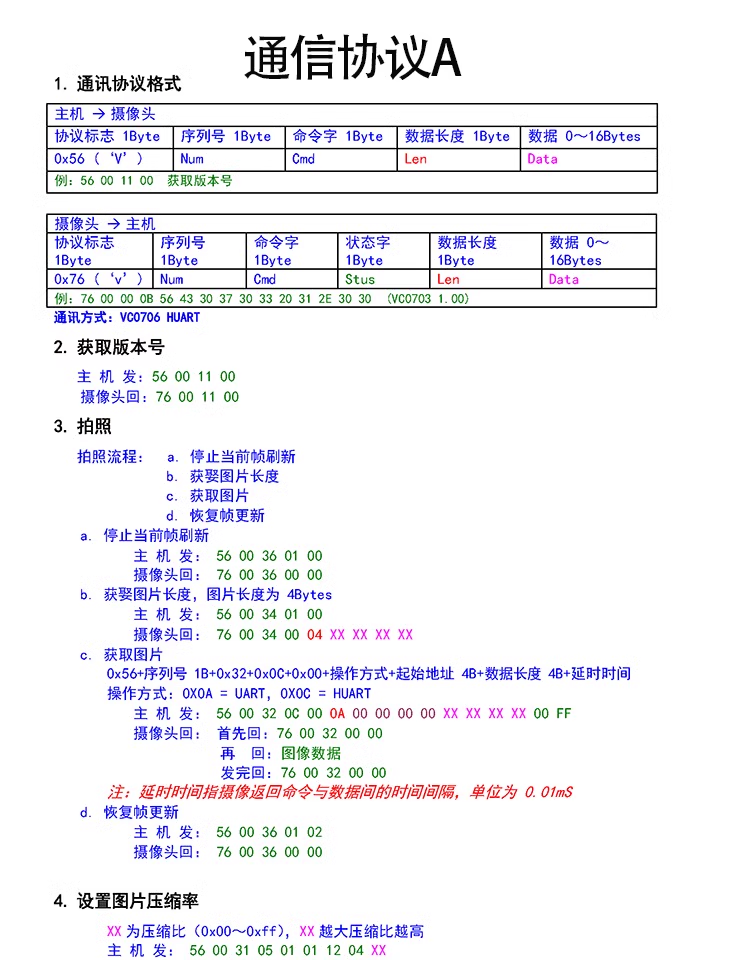 通信协议A
1. 通讯协议格式
主机 → 摄像头
协议标志 1Byte 序列号 1Byte 命令字 1Byte 数据长度 1Byte 数据 0～16Bytes
0x56 (‘V’) Num Cmd Len Data
例：56 00 11 00 获取版本号
摄像头 → 主机
协议标志 序列号 命令字 状态字 数据长度 数据 0～
1Byte 1Byte 1Byte 1Byte 1Byte 16Bytes
0x76 (‘v’) Num Cmd Stus Len Data
例：76 00 00 0B 56 43 30 37 30 33 20 31 2E 30 30 (VC0703 1.00)
通讯方式：VC0706 HUART
2. 获取版本号
主 机 发：56 00 11 00
摄像头回：76 00 11 00
3. 拍照
拍照流程： a. 停止当前帧刷新
b. 获娶图片长度
c. 获取图片
d. 恢复帧更新
a. 停止当前帧刷新
主 机 发： 56 00 36 01 00
摄像头回： 76 00 36 00 00
b. 获娶图片长度，图片长度为 4Bytes
主 机 发： 56 00 34 01 00
摄像头回： 76 00 34 00 04 XX XX XX XX
c. 获取图片
0x56+序列号 1B+0x32+0x0C+0x00+操作方式+起始地址 4B+数据长度 4B+延时时间
操作方式：0X0A = UART，0X0C = HUART
主 机 发： 56 00 32 0C 00 0A 00 00 00 00 XX XX XX XX 00 FF
摄像头回： 首先回：76 00 32 00 00
再 回：图像数据
发完回：76 00 32 00 00
注：延时时间指摄像返回命令与数据间的时间间隔，单位为 0.01mS
d. 恢复帧更新
主 机 发： 56 00 36 01 02
摄像头回： 76 00 36 00 00
4. 设置图片压缩率
XX 为压缩比（0x00～0xff），XX 越大压缩比越高
主 机 发： 56 00 31 05 01 01 12 04 XX